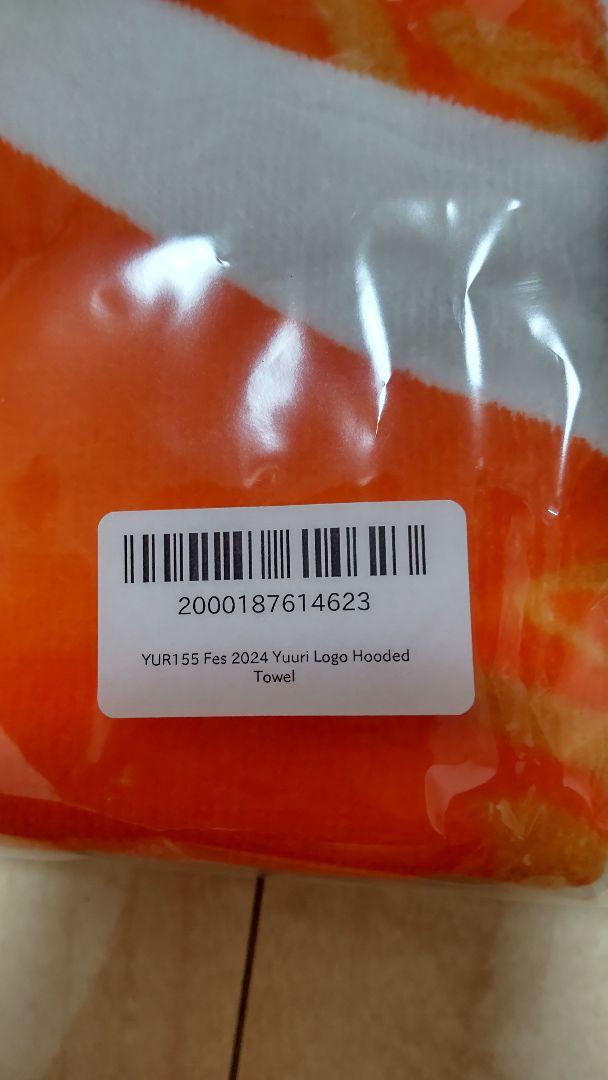 2000187614623
YUR155 Fes 2024 Yuuri Logo Hooded
Towel